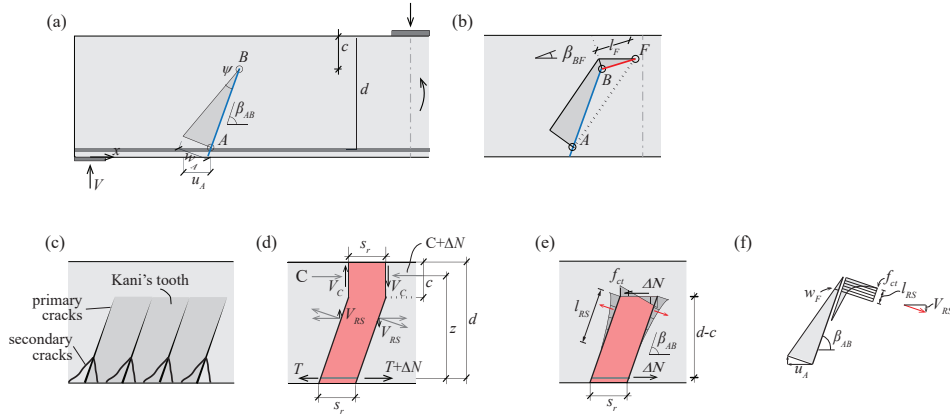 (a)
c
B
ψ
d
β_AB
A
x
w_A
u_A
V
(b)
l_F
F
β_BF
B
A
(c)
Kani's tooth
primary
cracks
secondary
cracks
(d)
s_r
C+ΔN
C
V_C
V_C
c
V_RS
V_RS
z
d
T
T+ΔN
s_r
(e)
f_ct
ΔN
l_RS
d-c
β_AB
ΔN
s_r
(f)
f_ct
w_F
l_RS
V_RS
β_AB
u_A